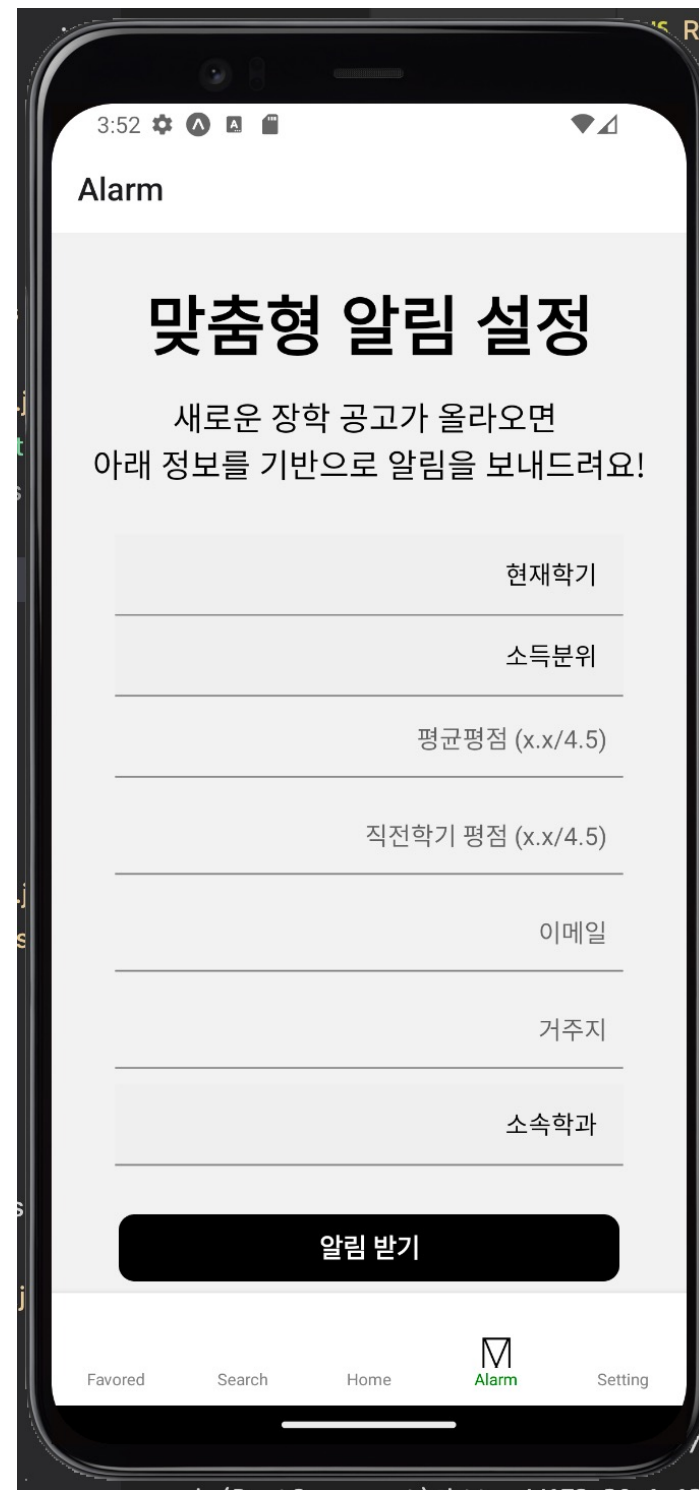 3:52
Alarm
맞춤형 알림 설정
새로운 장학 공고가 올라오면
아래 정보를 기반으로 알림을 보내드려요!
현재학기
소득분위
평균평점 (x.x/4.5)
직전학기 평점 (x.x/4.5)
이메일
거주지
소속학과
알림 받기
Favored Search Home Alarm Setting